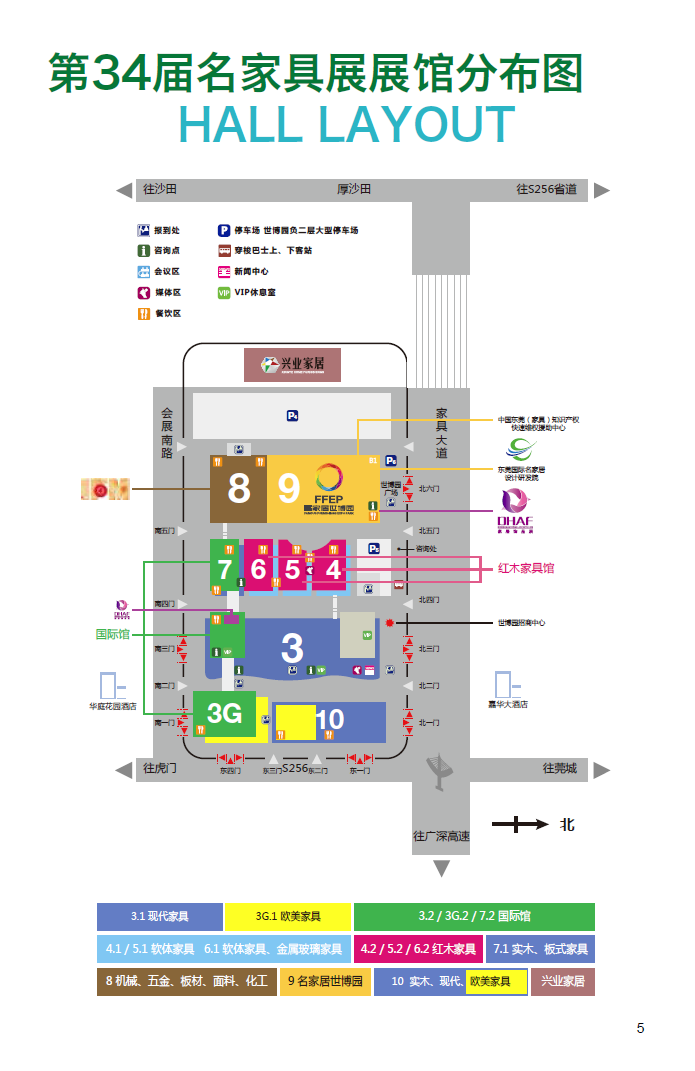 第34届名家具展展馆分布图
HALL LAYOUT
往沙田
厚沙田
往S256省道
报到处
停车场 世博园负二层大型停车场
咨询点
穿梭巴士上、下客站
会议区
新闻中心
媒体区
VIP休息室
餐饮区
兴业家居
会展南路
家具大道
中国东莞（家具）知识产权
快速维权援助中心
东莞国际名家居
设计研发院
8
9
B1
FFEP
世博园
广场
北六门
DHAF
南五门
北五门
咨询处
7
6
5
4
红木家具馆
南四门
北四门
DHAF
国际馆
世博园招商中心
3
VIP
南三门
北三门
南二门
北二门
华庭花园酒店
嘉华大酒店
3G
10
南一门
北一门
东四门
东三门
S256
东二门
东一门
往虎门
往莞城
北
往广深高速
3.1 现代家具
3G.1 欧美家具
3.2 / 3G.2 / 7.2 国际馆
4.1 / 5.1 软体家具 6.1 软体家具、金属玻璃家具
4.2 / 5.2 / 6.2 红木家具
7.1 实木、板式家具
8 机械、五金、板材、面料、化工
9 名家居世博园
10 实木、现代、欧美家具
兴业家居
5